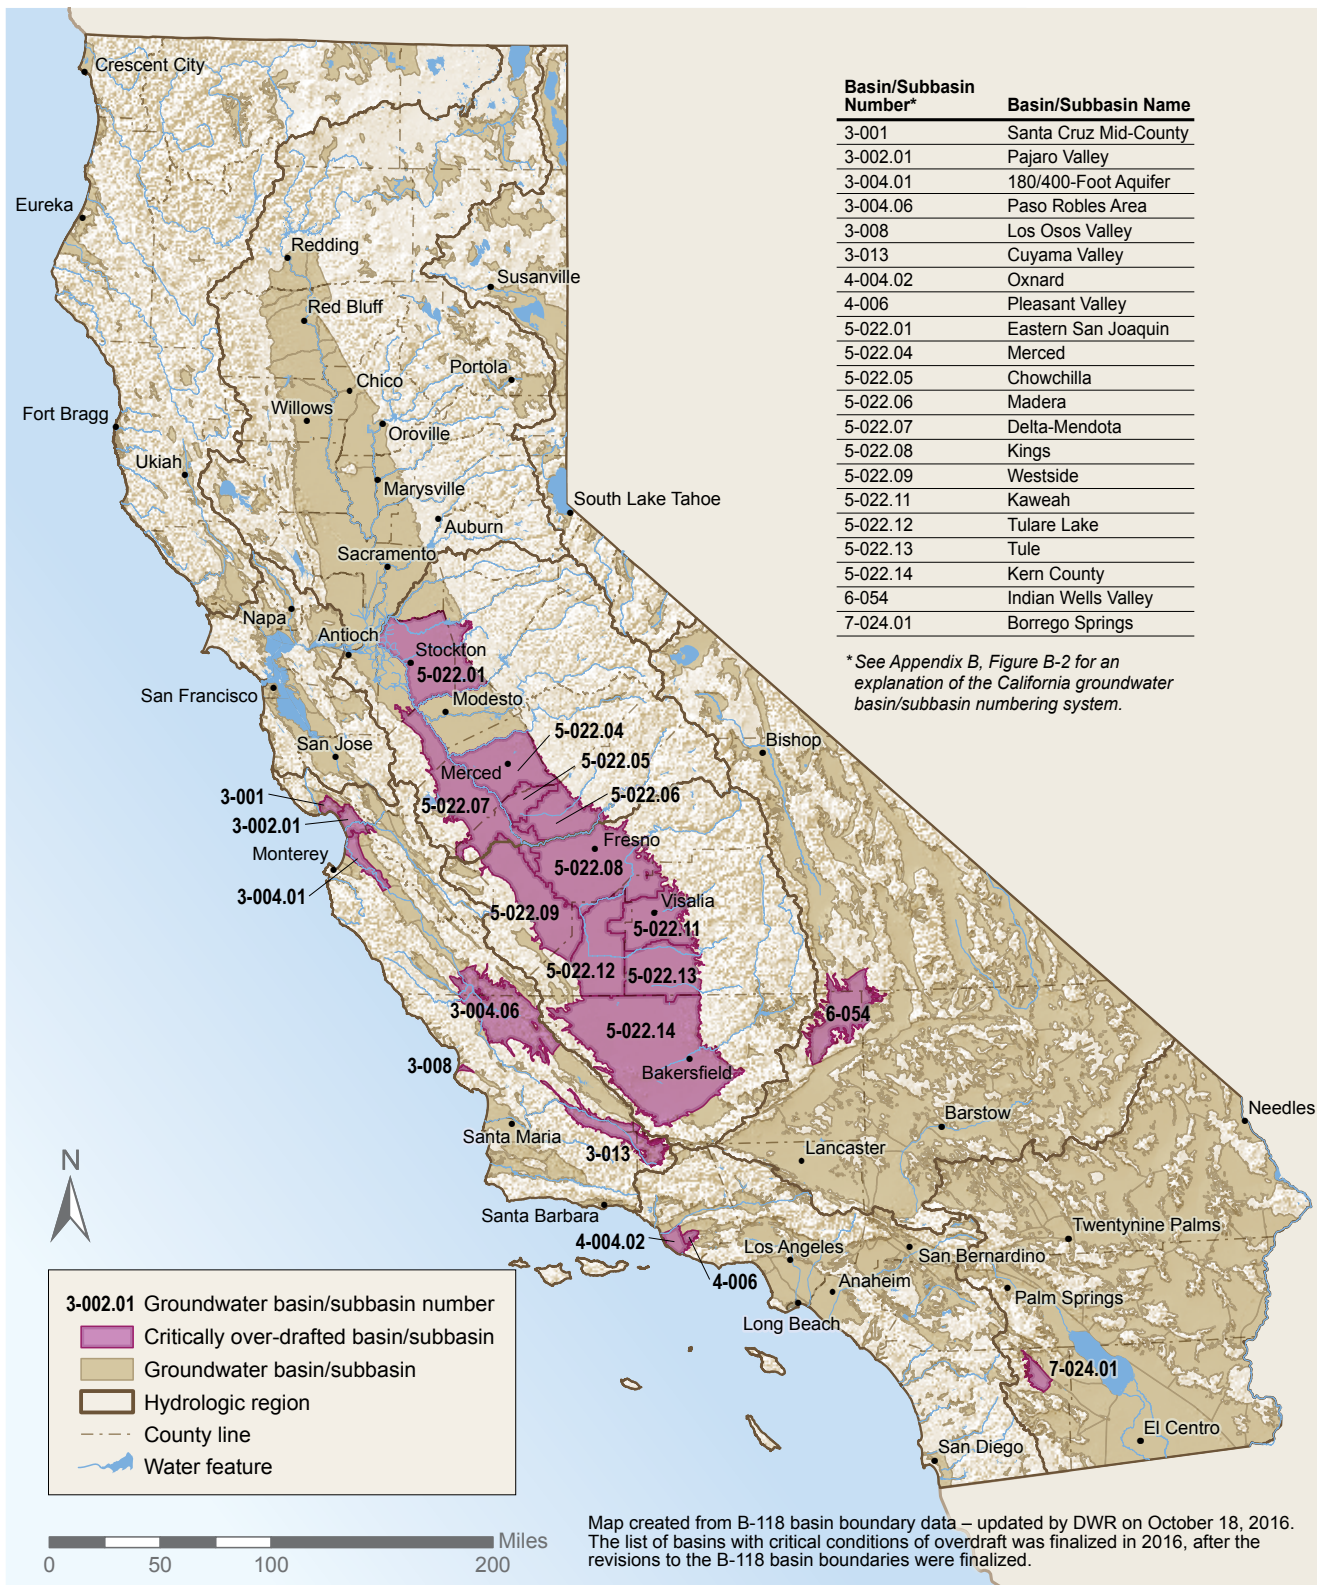 Crescent City
Eureka
Redding
Susanville
Red Bluff
Portola
Chico
Willows
Fort Bragg
Oroville
Ukiah
Marysville
South Lake Tahoe
Auburn
Sacramento
Napa
Antioch
Stockton
5-022.01
San Francisco
Modesto
San Jose
5-022.04
Bishop
Merced
5-022.05
3-001
5-022.07
5-022.06
3-002.01
Monterey
Fresno
5-022.08
3-004.01
Visalia
5-022.09
5-022.11
5-022.12
5-022.13
3-004.06
6-054
5-022.14
3-008
Bakersfield
Barstow
Needles
Santa Maria
3-013
Lancaster
Santa Barbara
4-004.02
Twentynine Palms
Los Angeles
San Bernardino
4-006
Anaheim
Palm Springs
Long Beach
7-024.01
El Centro
San Diego
Basin/Subbasin
Number* Basin/Subbasin Name
3-001 Santa Cruz Mid-County
3-002.01 Pajaro Valley
3-004.01 180/400-Foot Aquifer
3-004.06 Paso Robles Area
3-008 Los Osos Valley
3-013 Cuyama Valley
4-004.02 Oxnard
4-006 Pleasant Valley
5-022.01 Eastern San Joaquin
5-022.04 Merced
5-022.05 Chowchilla
5-022.06 Madera
5-022.07 Delta-Mendota
5-022.08 Kings
5-022.09 Westside
5-022.11 Kaweah
5-022.12 Tulare Lake
5-022.13 Tule
5-022.14 Kern County
6-054 Indian Wells Valley
7-024.01 Borrego Springs
*See Appendix B, Figure B-2 for an
explanation of the California groundwater
basin/subbasin numbering system.
N
3-002.01 Groundwater basin/subbasin number
Critically over-drafted basin/subbasin
Groundwater basin/subbasin
Hydrologic region
County line
Water feature
Miles
0 50 100 200
Map created from B-118 basin boundary data – updated by DWR on October 18, 2016.
The list of basins with critical conditions of overdraft was finalized in 2016, after the
revisions to the B-118 basin boundaries were finalized.